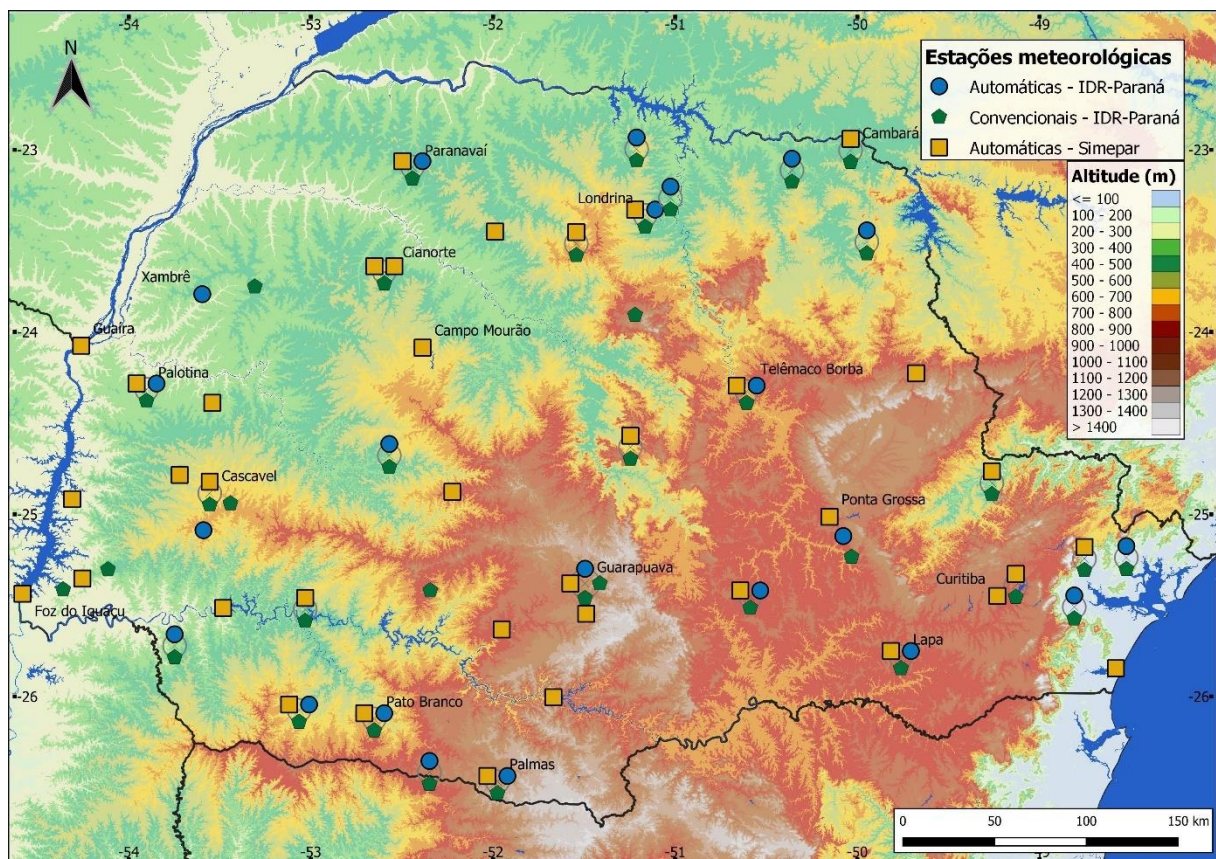 -54 -53 -52 -51 -50 -49
N
Estações meteorológicas
Automáticas - IDR-Paraná
Convencionais - IDR-Paraná
Automáticas - Simepar
Altitude (m)
<= 100
100 - 200
200 - 300
300 - 400
400 - 500
500 - 600
600 - 700
700 - 800
800 - 900
900 - 1000
1000 - 1100
1100 - 1200
1200 - 1300
1300 - 1400
> 1400
-23 -23
Cambará
Paranavaí
Londrina
Cianorte
Xambrê
-24 -24
Guaíra
Campo Mourão
Palotina
Telêmaco Borba
Cascavel
Ponta Grossa
-25 -25
Guarapuava
Curitiba
Foz do Iguaçu
Lapa
-26 -26
Pato Branco
Palmas
0 50 100 150 km
-54 -53 -52 -51 -50 -49